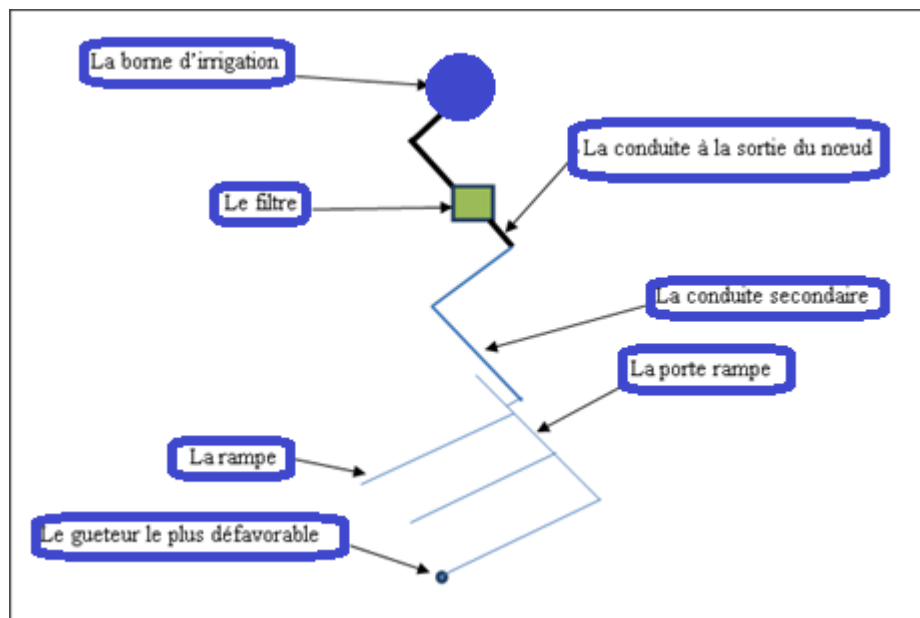 La borne d'irrigation
La conduite à la sortie du nœud
Le filtre
La conduite secondaire
La porte rampe
La rampe
Le gueteur le plus défavorable